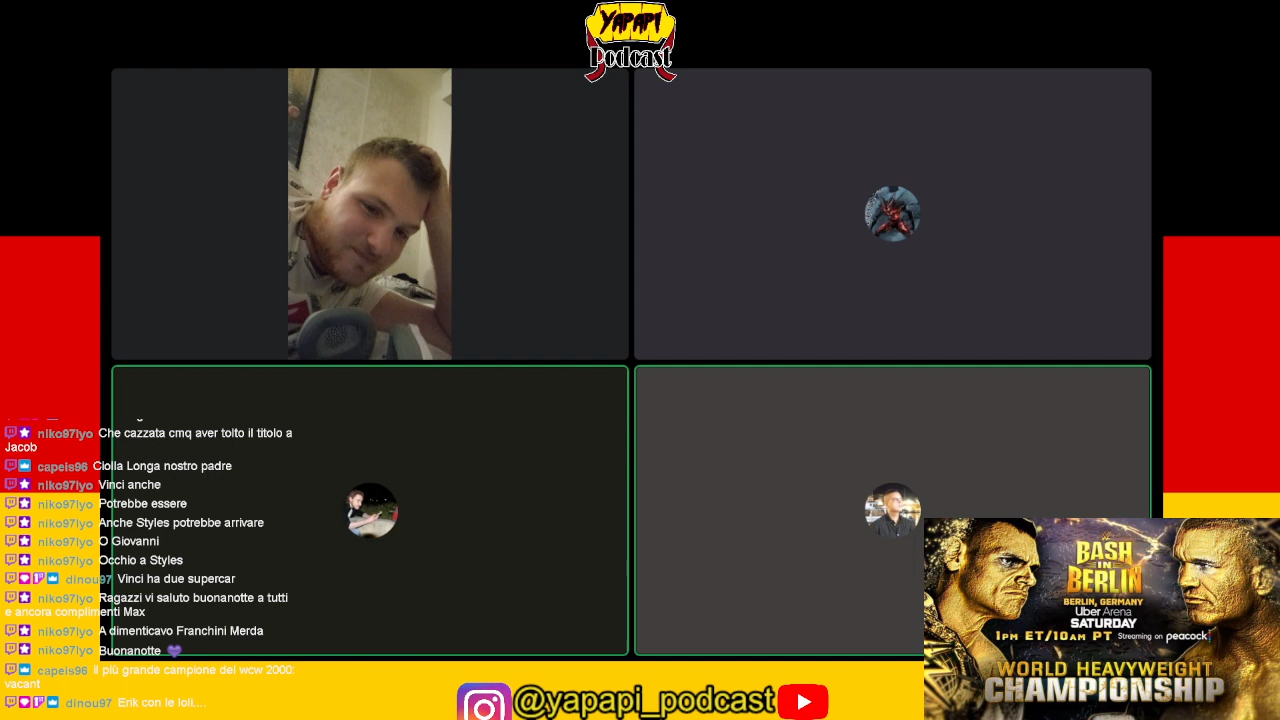 YAPAPI
Podcast
niko97lyo Che cazzata cmq aver tolto il titolo a
Jacob
capeis96 Ciolla Longa nostro padre
niko97lyo Vinci anche
niko97lyo Potrebbe essere
niko97lyo Anche Styles potrebbe arrivare
niko97lyo O Giovanni
niko97lyo Occhio a Styles
dinou97 Vinci ha due supercar
niko97lyo Ragazzi vi saluto buonanotte a tutti
e ancora complimenti Max
niko97lyo A dimenticavo Franchini Merda
niko97lyo Buonanotte 💜
capeis96 il più grande campione del wcw 2000:
vacant
dinou97 Erik con le loli....
@yapapi_podcast
BASH
IN
BERLIN
BERLIN, GERMANY
Uber Arena
SATURDAY
1PM ET/10AM PT Streaming on peacock
WORLD HEAVYWEIGHT
CHAMPIONSHIP